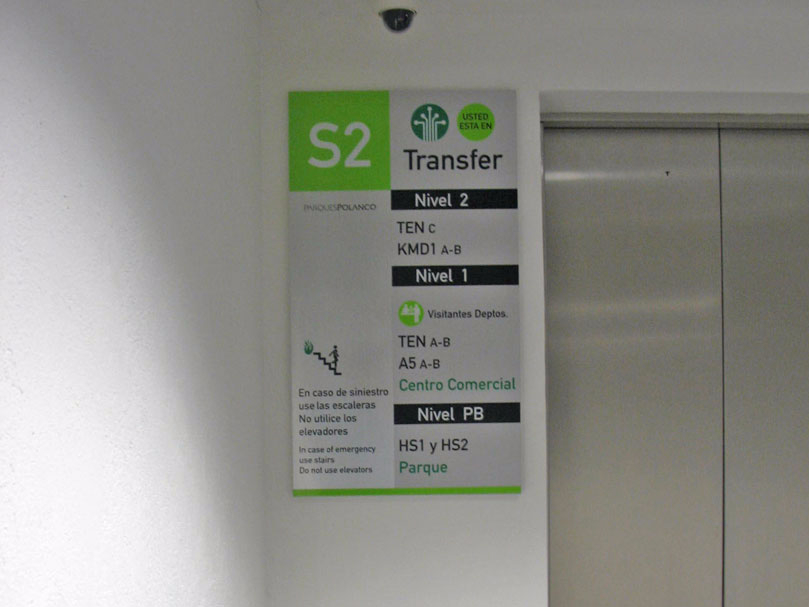 S2
USTED
ESTA EN
Transfer
PARQUESPOLANCO
Nivel 2
TEN C
KMD1 A-B
Nivel 1
Visitantes Deptos.
TEN A-B
A5 A-B
Centro Comercial
Nivel PB
HS1 y HS2
Parque
En caso de siniestro
use las escaleras
No utilice los
elevadores
In case of emergency
use stairs
Do not use elevators